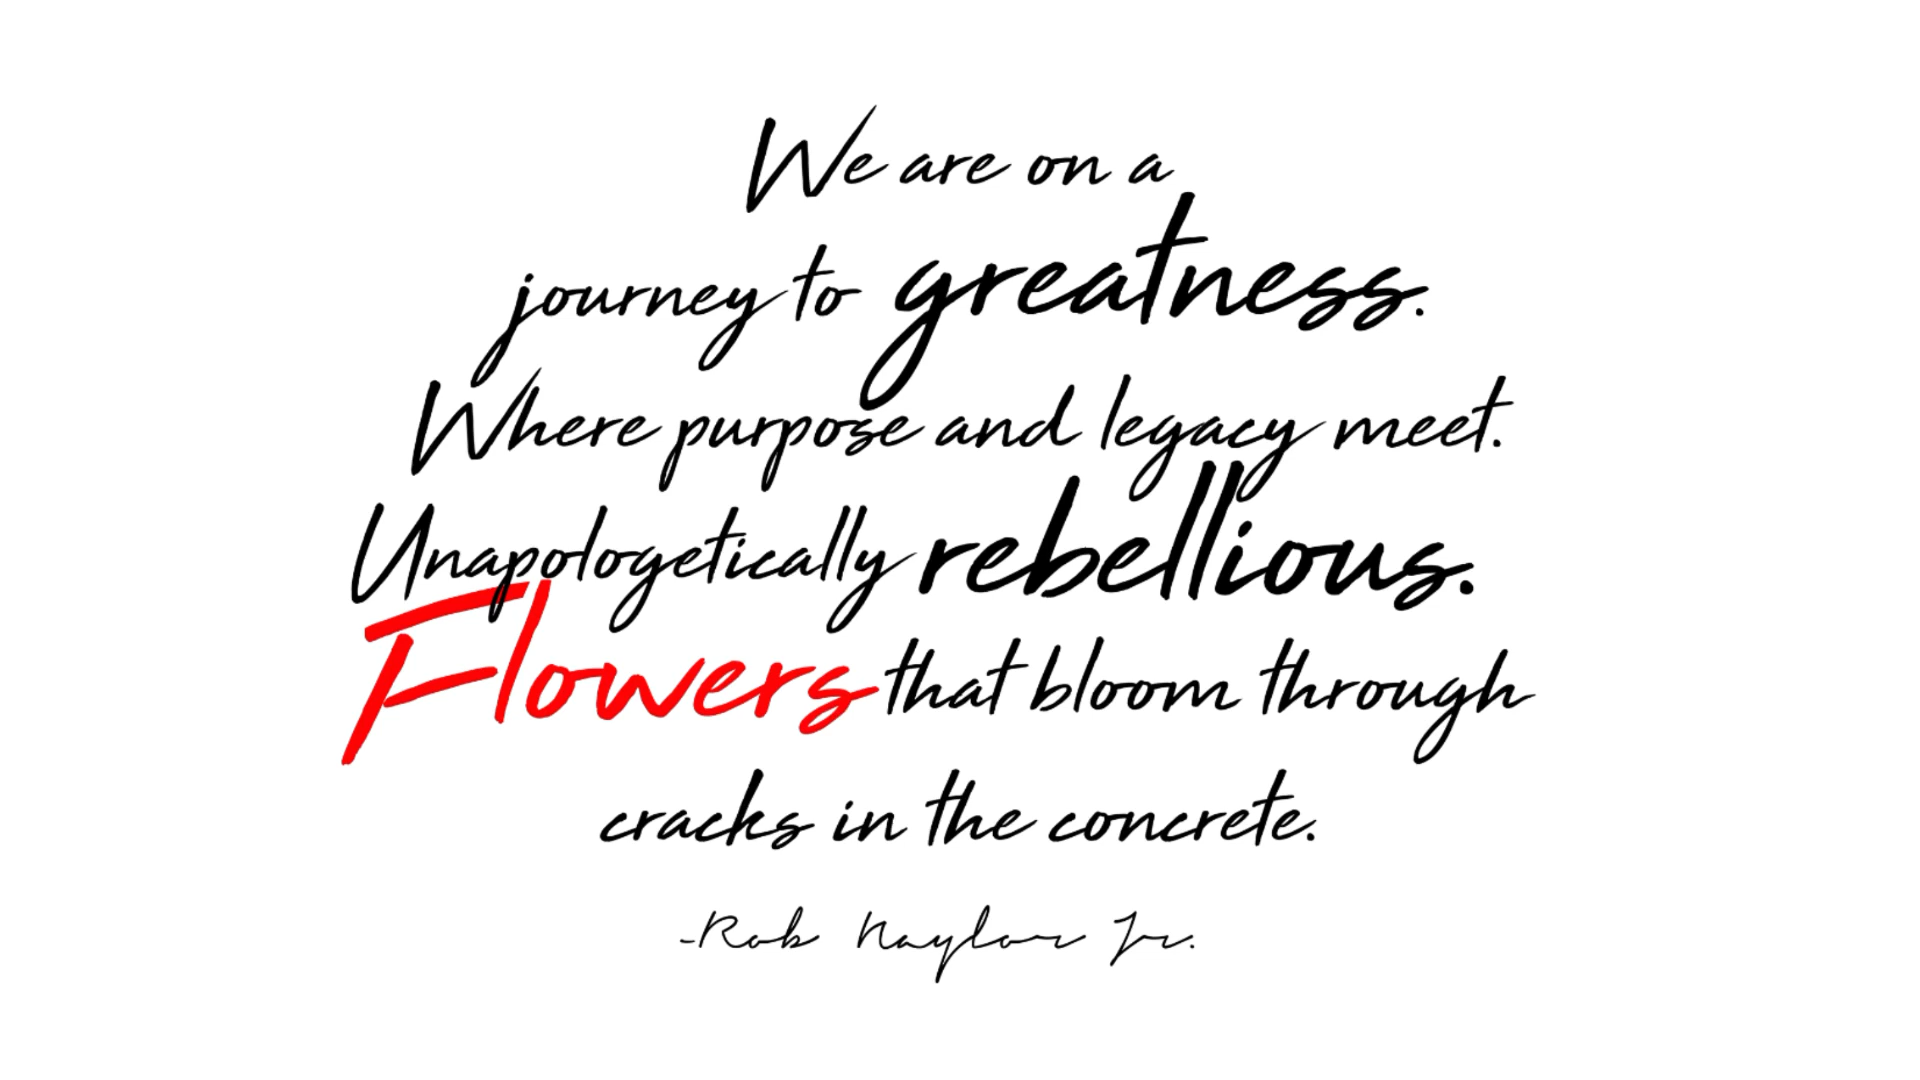 We are on a
journey to greatness.
Where purpose and legacy meet.
Unapologetically rebellious.
Flowers that bloom through
cracks in the concrete.
-Rob Naylor Jr.